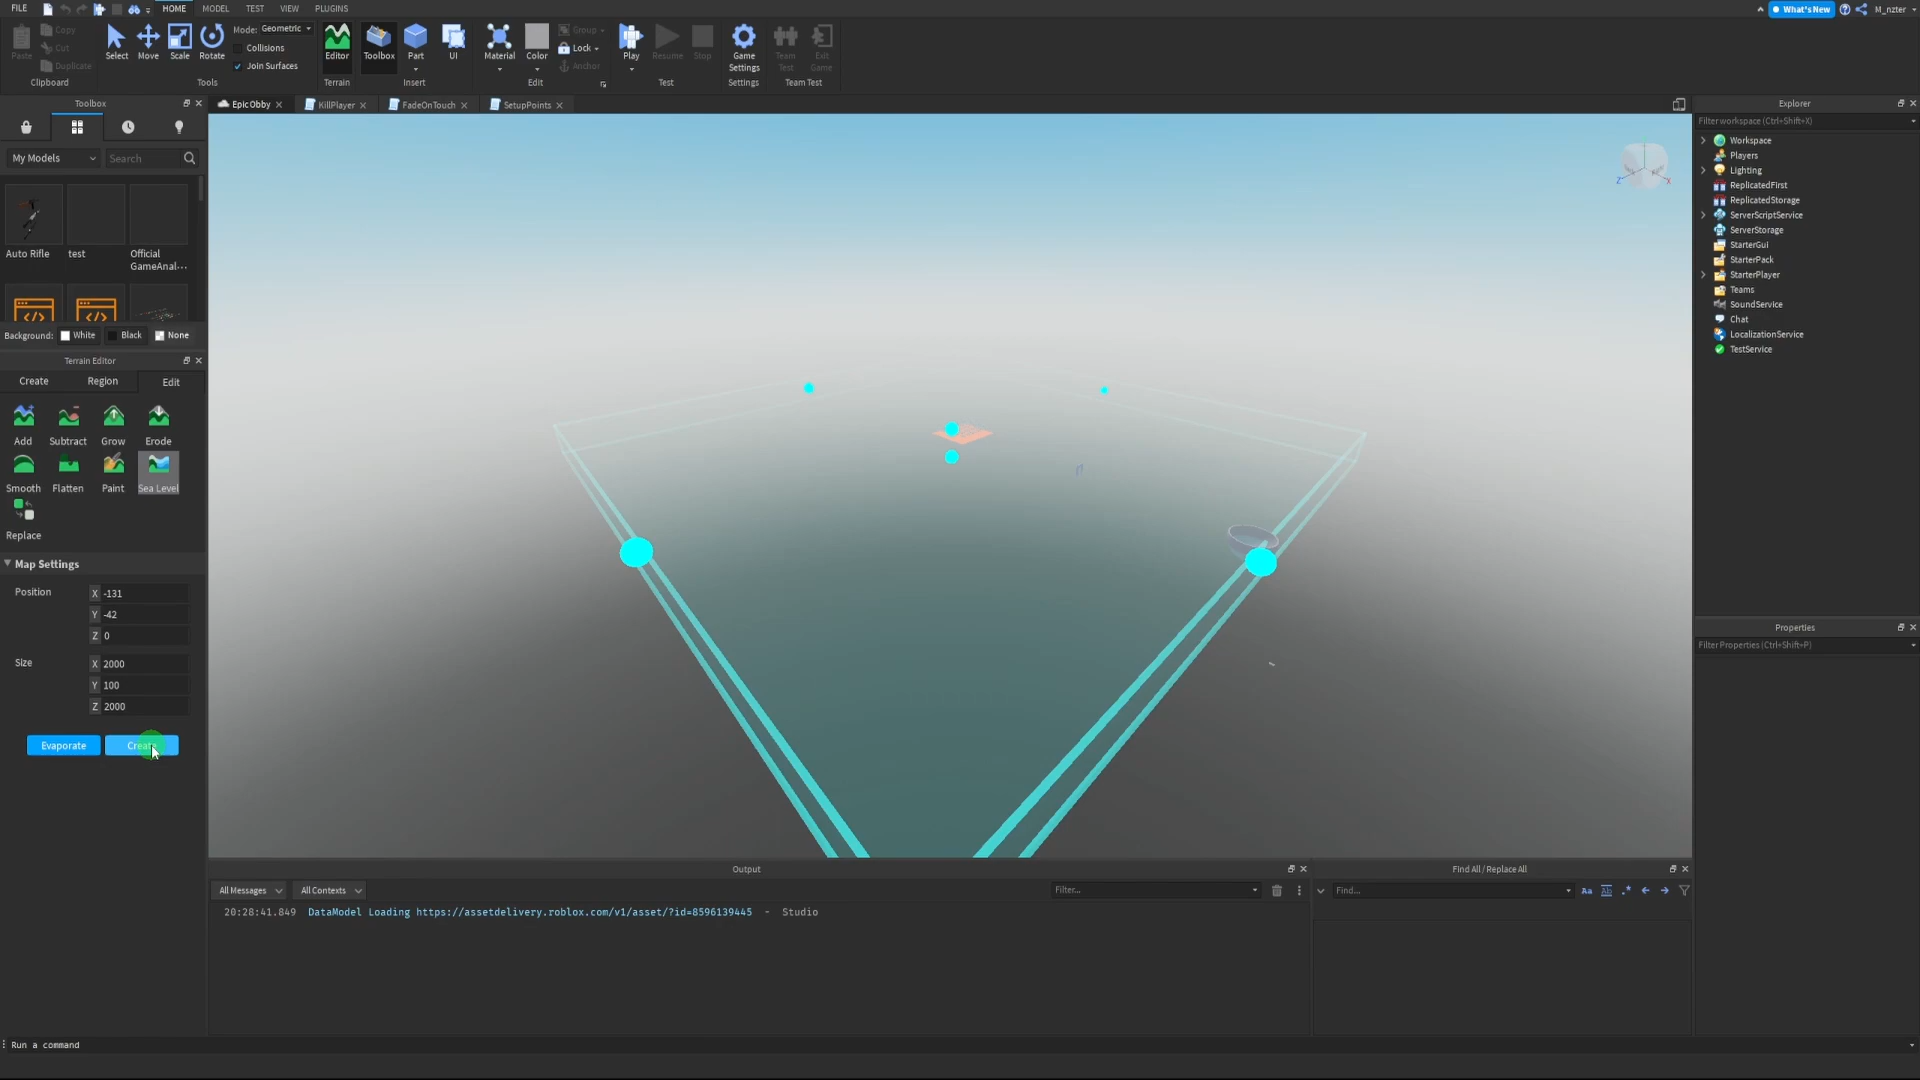 FILE HOME MODEL TEST VIEW PLUGINS What's New M_nzter
Paste Copy Cut Duplicate Select Move Scale Rotate Mode: Geometric Collisions Join Surfaces Editor Toolbox Part UI Material Color Group Lock Anchor Play Resume Stop Game Settings Team Test Exit Game
Clipboard Tools Terrain Insert Edit Test Settings Team Test
Toolbox
EpicObby KillPlayer FadeOnTouch SetupPoints
Explorer
Filter workspace (Ctrl+Shift+X)
My Models Search
Auto Rifle test Official GameAnal...
Background: White Black None
Workspace
Players
Lighting
ReplicatedFirst
ReplicatedStorage
ServerScriptService
ServerStorage
StarterGui
StarterPack
StarterPlayer
Teams
SoundService
Chat
LocalizationService
TestService
Terrain Editor
Create Region Edit
Add Subtract Grow Erode
Smooth Flatten Paint Sea Level
Replace
Map Settings
Position X -131
Y -42
Z 0
Size X 2000
Y 100
Z 2000
Evaporate Create
Z X
Properties
Filter Properties (Ctrl+Shift+P)
Output
All Messages All Contexts Filter...
20:28:41.849 DataModel Loading https://assetdelivery.roblox.com/v1/asset/?id=8596139445 - Studio
Find All / Replace All
Find... Aa Ab .*
Run a command